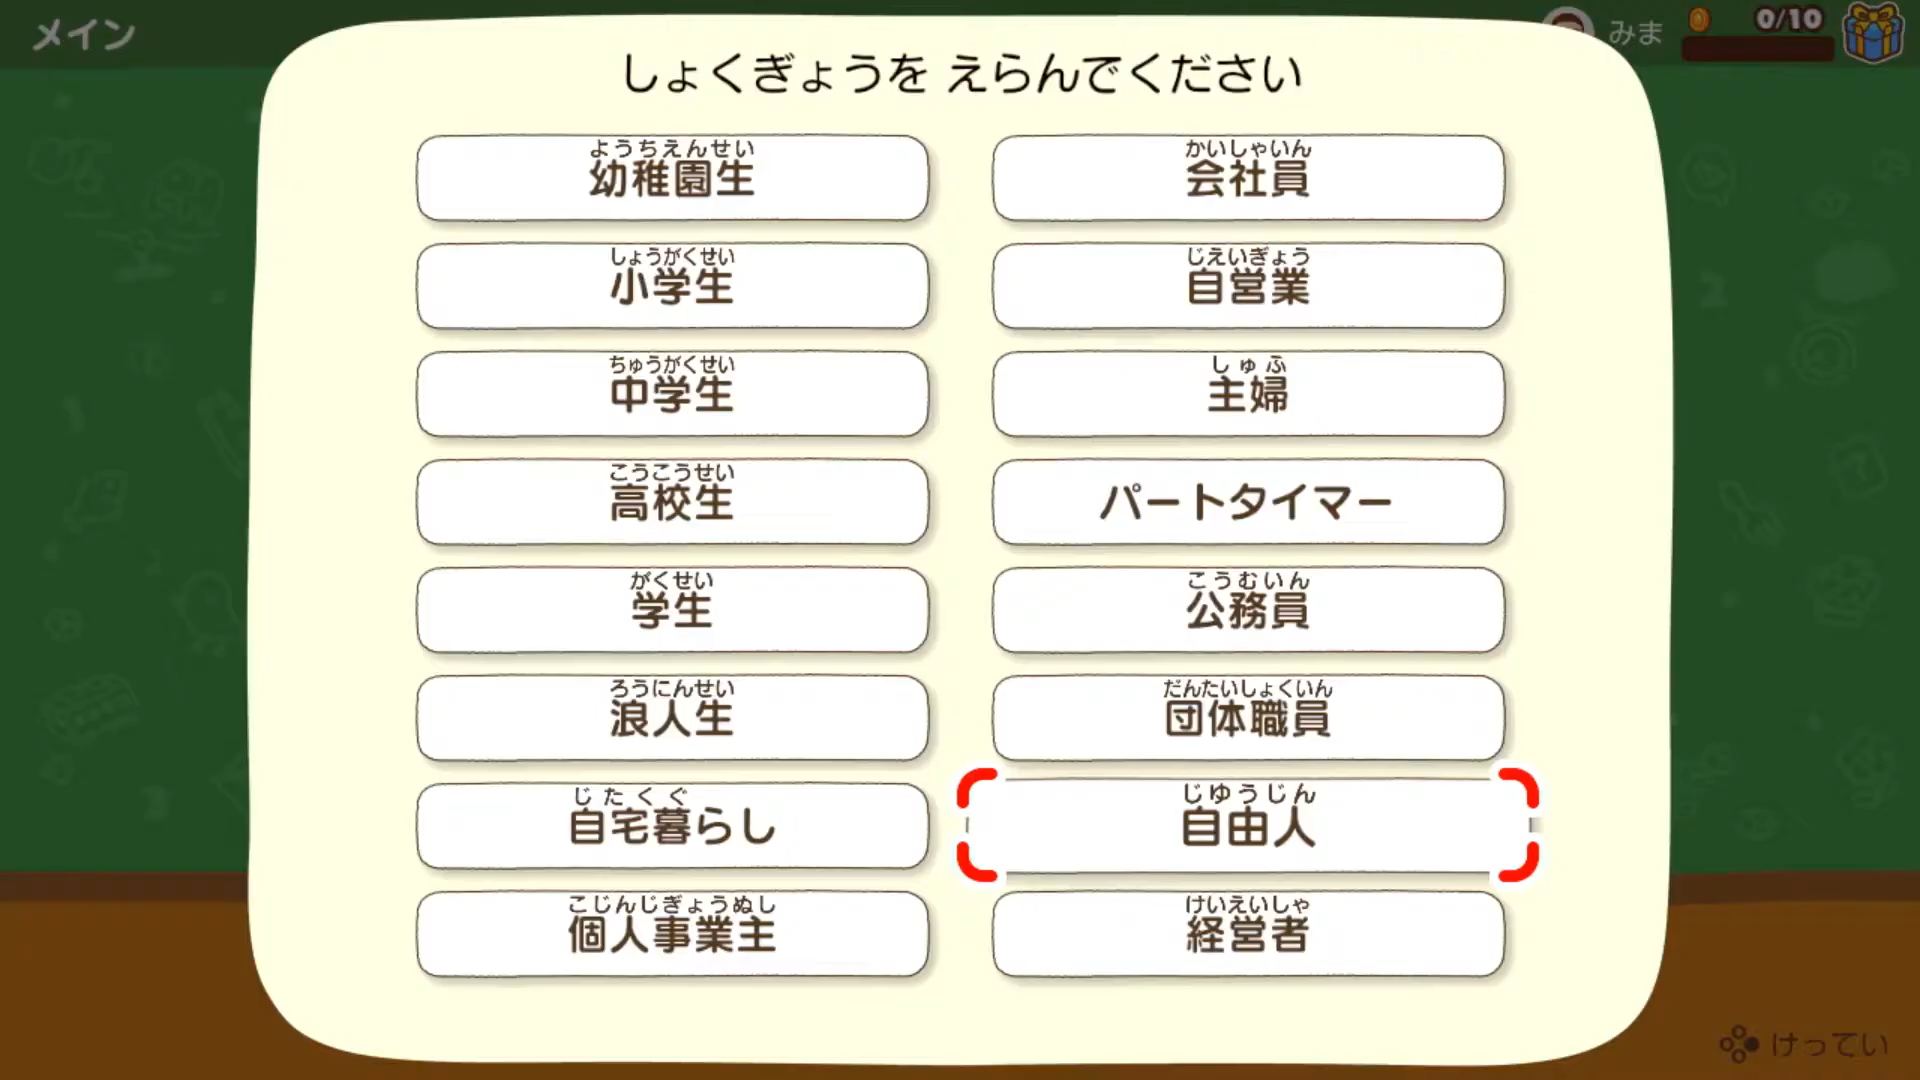 メイン
みま
0/10
しょくぎょうを えらんでください
ようちえんせい
幼稚園生
しょうがくせい
小学生
ちゅうがくせい
中学生
こうこうせい
高校生
がくせい
学生
ろうにんせい
浪人生
じたくぐ
自宅暮らし
こじんじぎょうぬし
個人事業主
かいしゃいん
会社員
じえいぎょう
自営業
しゅふ
主婦
パートタイマー
こうむいん
公務員
だんたいしょくいん
団体職員
じゆうじん
自由人
けいえいしゃ
経営者
けってい